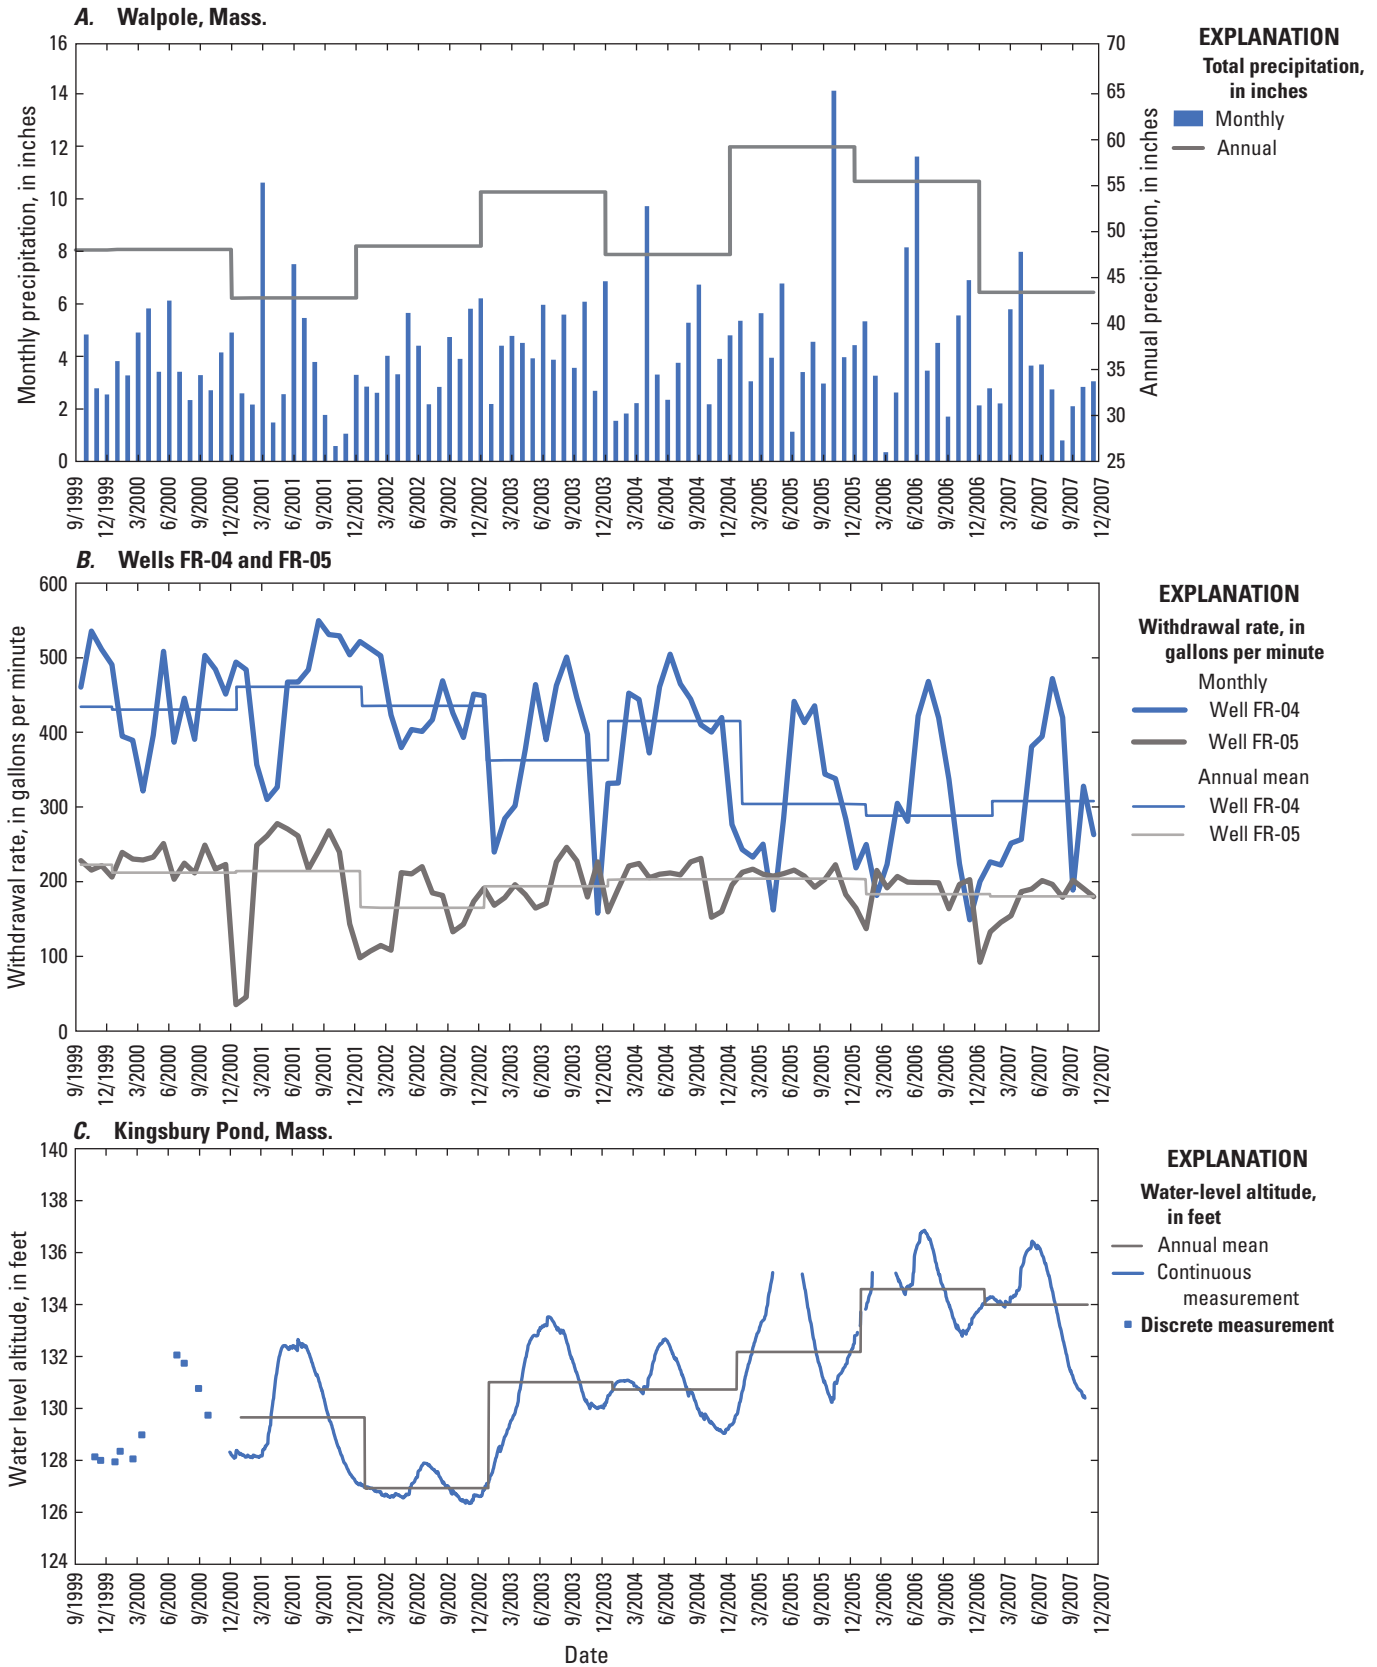 A. Walpole, Mass.
16
14
12
10
8
6
4
2
0
Monthly precipitation, in inches
70
65
60
55
50
45
40
35
30
25
Annual precipitation, in inches
9/1999 12/1999 3/2000 6/2000 9/2000 12/2000 3/2001 6/2001 9/2001 12/2001 3/2002 6/2002 9/2002 12/2002 3/2003 6/2003 9/2003 12/2003 3/2004 6/2004 9/2004 12/2004 3/2005 6/2005 9/2005 12/2005 3/2006 6/2006 9/2006 12/2006 3/2007 6/2007 9/2007 12/2007
EXPLANATION
Total precipitation,
in inches
Monthly
Annual
B. Wells FR-04 and FR-05
600
500
400
300
200
100
0
Withdrawal rate, in gallons per minute
9/1999 12/1999 3/2000 6/2000 9/2000 12/2000 3/2001 6/2001 9/2001 12/2001 3/2002 6/2002 9/2002 12/2002 3/2003 6/2003 9/2003 12/2003 3/2004 6/2004 9/2004 12/2004 3/2005 6/2005 9/2005 12/2005 3/2006 6/2006 9/2006 12/2006 3/2007 6/2007 9/2007 12/2007
EXPLANATION
Withdrawal rate, in
gallons per minute
Monthly
Well FR-04
Well FR-05
Annual mean
Well FR-04
Well FR-05
C. Kingsbury Pond, Mass.
140
138
136
134
132
130
128
126
124
Water level altitude, in feet
9/1999 12/1999 3/2000 6/2000 9/2000 12/2000 3/2001 6/2001 9/2001 12/2001 3/2002 6/2002 9/2002 12/2002 3/2003 6/2003 9/2003 12/2003 3/2004 6/2004 9/2004 12/2004 3/2005 6/2005 9/2005 12/2005 3/2006 6/2006 9/2006 12/2006 3/2007 6/2007 9/2007 12/2007
Date
EXPLANATION
Water-level altitude,
in feet
Annual mean
Continuous
measurement
Discrete measurement